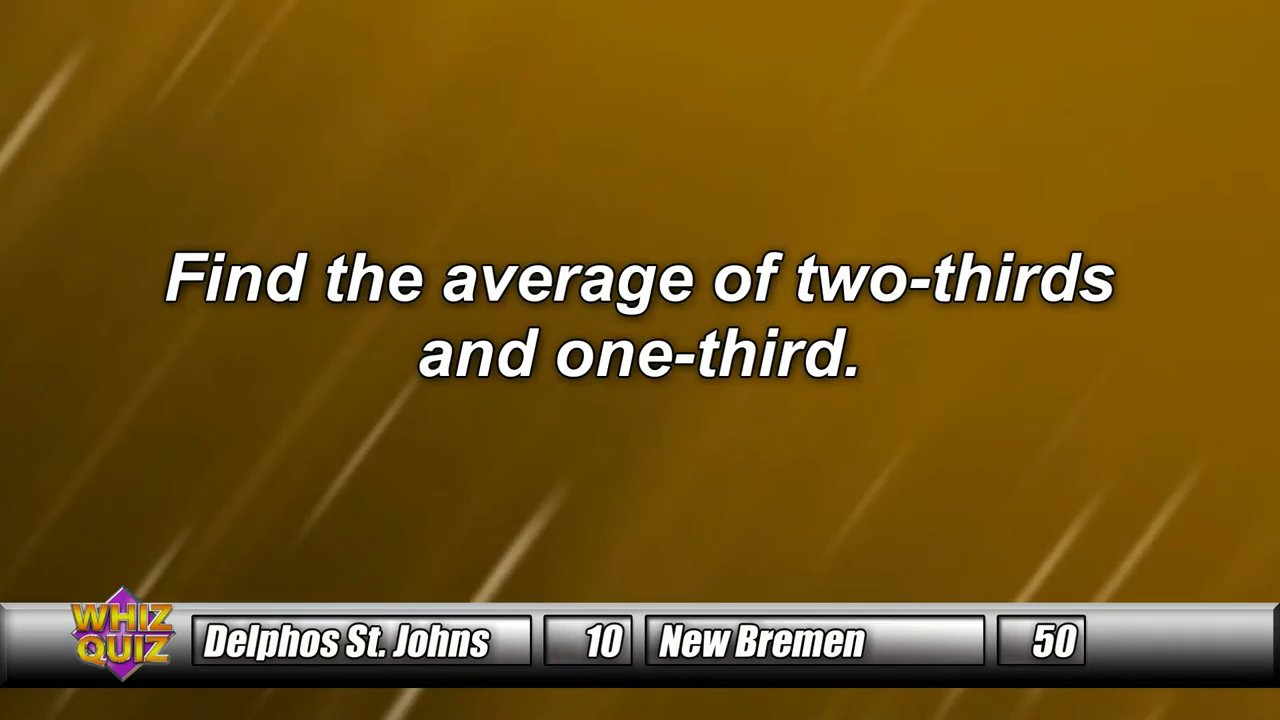 Find the average of two-thirds
and one-third.
WHIZ
QUIZ
Delphos St. Johns 10 New Bremen 50